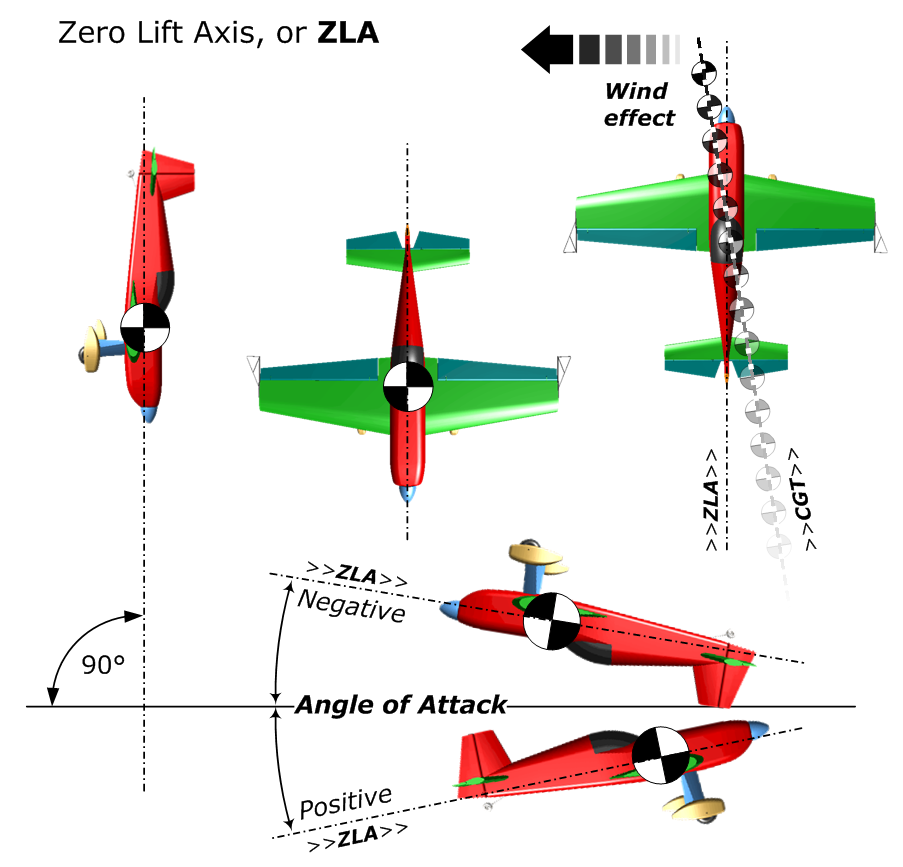 Zero Lift Axis, or ZLA
Wind
effect
>>ZLA>>
>>CGT>>
>>ZLA>>
Negative
90°
Angle of Attack
Positive
>>ZLA>>